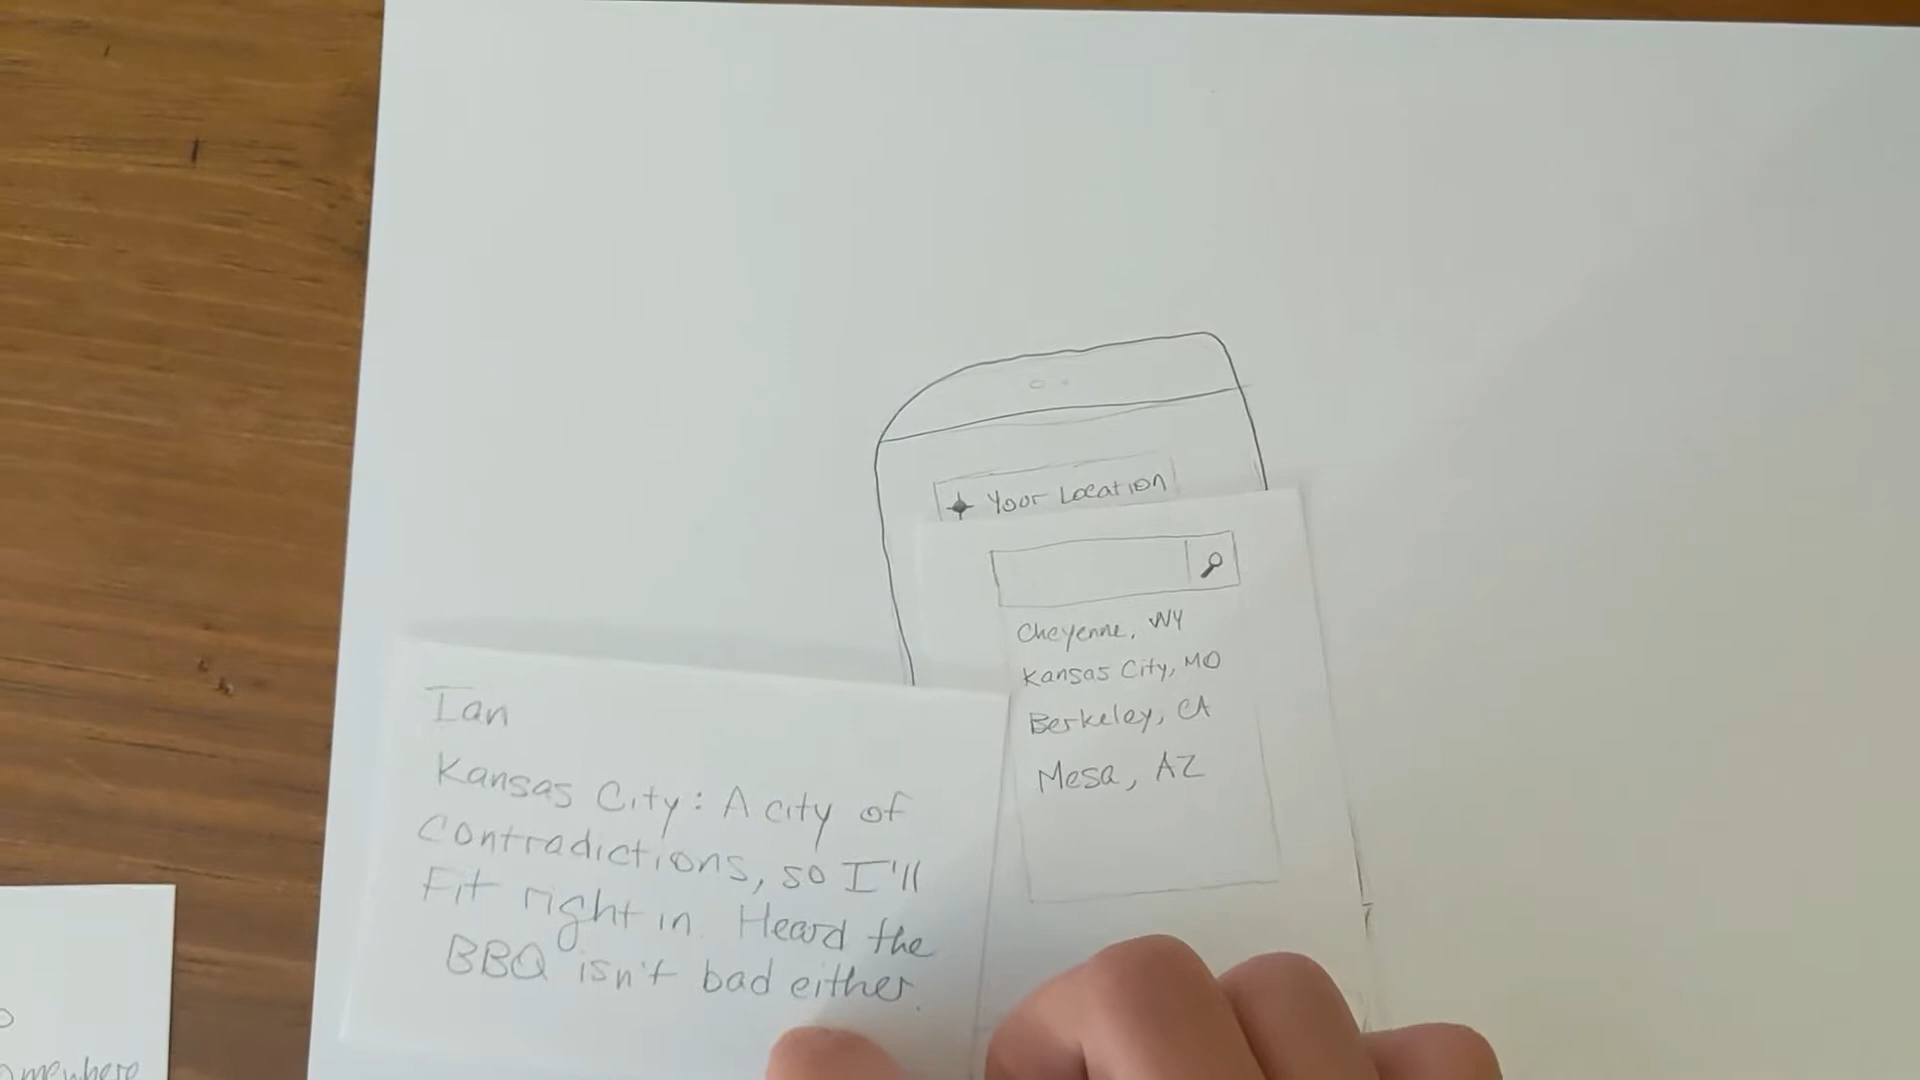 Your Location
Cheyenne, WY
Kansas City, MO
Berkeley, CA
Mesa, AZ
Ian
Kansas City: A city of
Contradictions, so I'll
Fit right in. Heard the
BBQ isn't bad either.